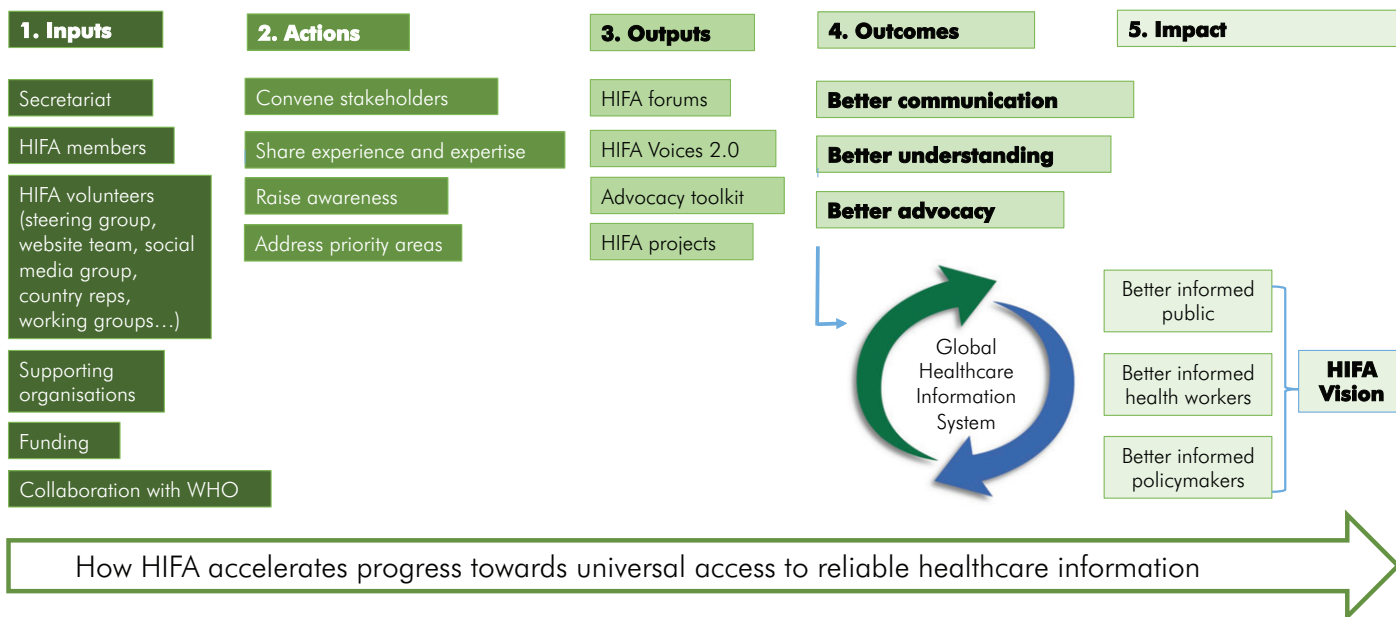 1. Inputs
Secretariat
HIFA members
HIFA volunteers
(steering group,
website team, social
media group,
country reps,
working groups...)
Supporting
organisations
Funding
Collaboration with WHO
2. Actions
Convene stakeholders
Share experience and expertise
Raise awareness
Address priority areas
3. Outputs
HIFA forums
HIFA Voices 2.0
Advocacy toolkit
HIFA projects
4. Outcomes
Better communication
Better understanding
Better advocacy
Global
Healthcare
Information
System
5. Impact
Better informed
public
Better informed
health workers
Better informed
policymakers
HIFA
Vision
How HIFA accelerates progress towards universal access to reliable healthcare information